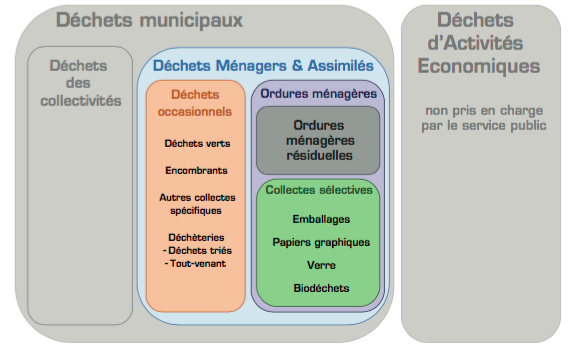 Déchets municipaux
Déchets
des
collectivités
Déchets Ménagers & Assimilés
Déchets
occasionnels
Déchets verts
Encombrants
Autres collectes
spécifiques
Déchèteries
- Déchets triés
- Tout-venant
Ordures ménagères
Ordures
ménagères
résiduelles
Collectes sélectives
Emballages
Papiers graphiques
Verre
Biodéchets
Déchets
d'Activités
Economiques
non pris en charge
par le service public